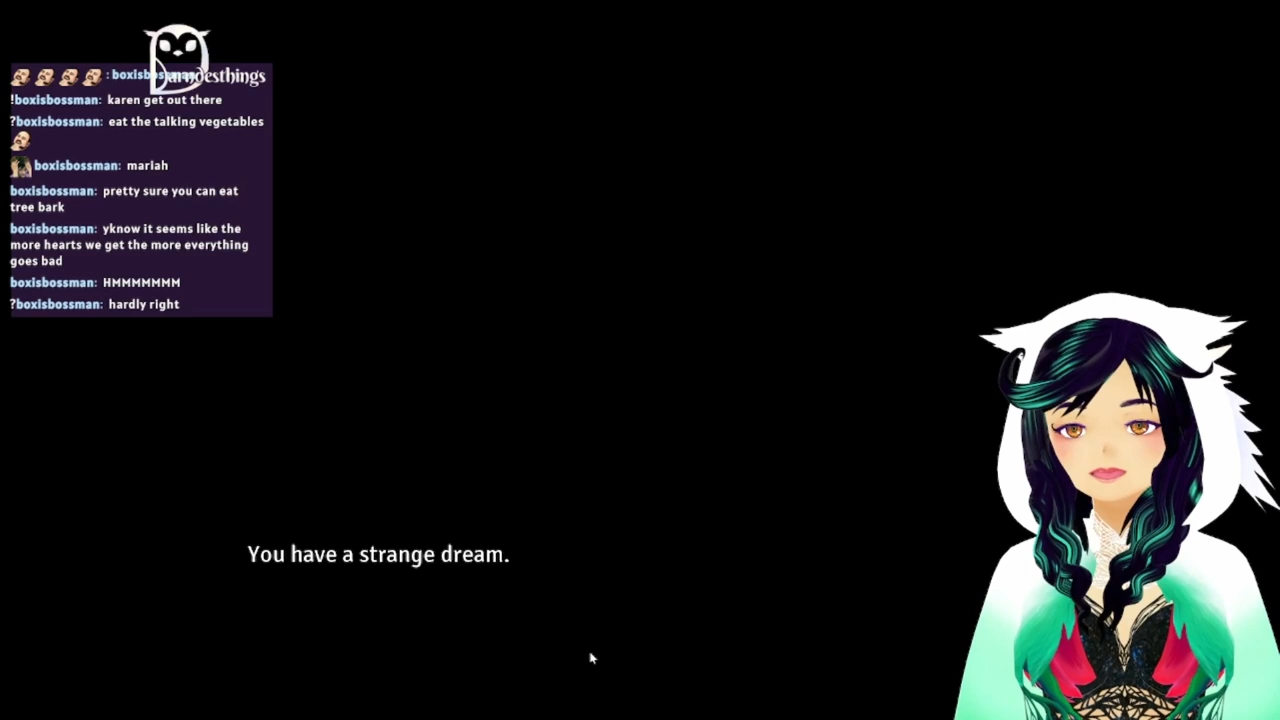 : boxisbossman:
!boxisbossman: karen get out there
?boxisbossman: eat the talking vegetables
boxisbossman: mariah
boxisbossman: pretty sure you can eat
tree bark
boxisbossman: yknow it seems like the
more hearts we get the more everything
goes bad
boxisbossman: HMMMMMMM
?boxisbossman: hardly right
You have a strange dream.